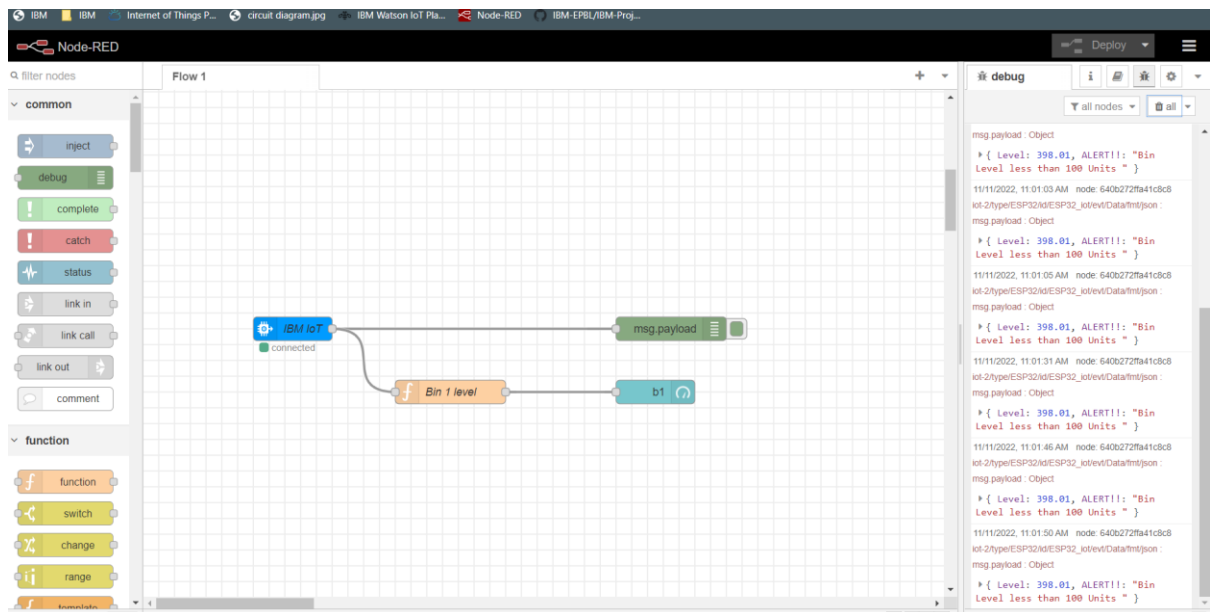 IBM IBM Internet of Things P... circuit diagram.jpg IBM Watson IoT Pla... Node-RED IBM-EPBL/IBM-Proj...
Node-RED
Deploy
filter nodes
common
inject
debug
complete
catch
status
link in
link call
link out
comment
function
function
switch
change
range
template
Flow 1
IBM IoT
connected
msg.payload
Bin 1 level
b1
debug
i
all nodes
all
msg.payload : Object
{ Level: 398.01, ALERT!!: "Bin
Level less than 100 Units " }
11/11/2022, 11:01:03 AM node: 640b272ffa41c8c8
iot-2/type/ESP32/id/ESP32_iot/evt/Data/fmt/json :
msg.payload : Object
{ Level: 398.01, ALERT!!: "Bin
Level less than 100 Units " }
11/11/2022, 11:01:05 AM node: 640b272ffa41c8c8
iot-2/type/ESP32/id/ESP32_iot/evt/Data/fmt/json :
msg.payload : Object
{ Level: 398.01, ALERT!!: "Bin
Level less than 100 Units " }
11/11/2022, 11:01:31 AM node: 640b272ffa41c8c8
iot-2/type/ESP32/id/ESP32_iot/evt/Data/fmt/json :
msg.payload : Object
{ Level: 398.01, ALERT!!: "Bin
Level less than 100 Units " }
11/11/2022, 11:01:46 AM node: 640b272ffa41c8c8
iot-2/type/ESP32/id/ESP32_iot/evt/Data/fmt/json :
msg.payload : Object
{ Level: 398.01, ALERT!!: "Bin
Level less than 100 Units " }
11/11/2022, 11:01:50 AM node: 640b272ffa41c8c8
iot-2/type/ESP32/id/ESP32_iot/evt/Data/fmt/json :
msg.payload : Object
{ Level: 398.01, ALERT!!: "Bin
Level less than 100 Units " }